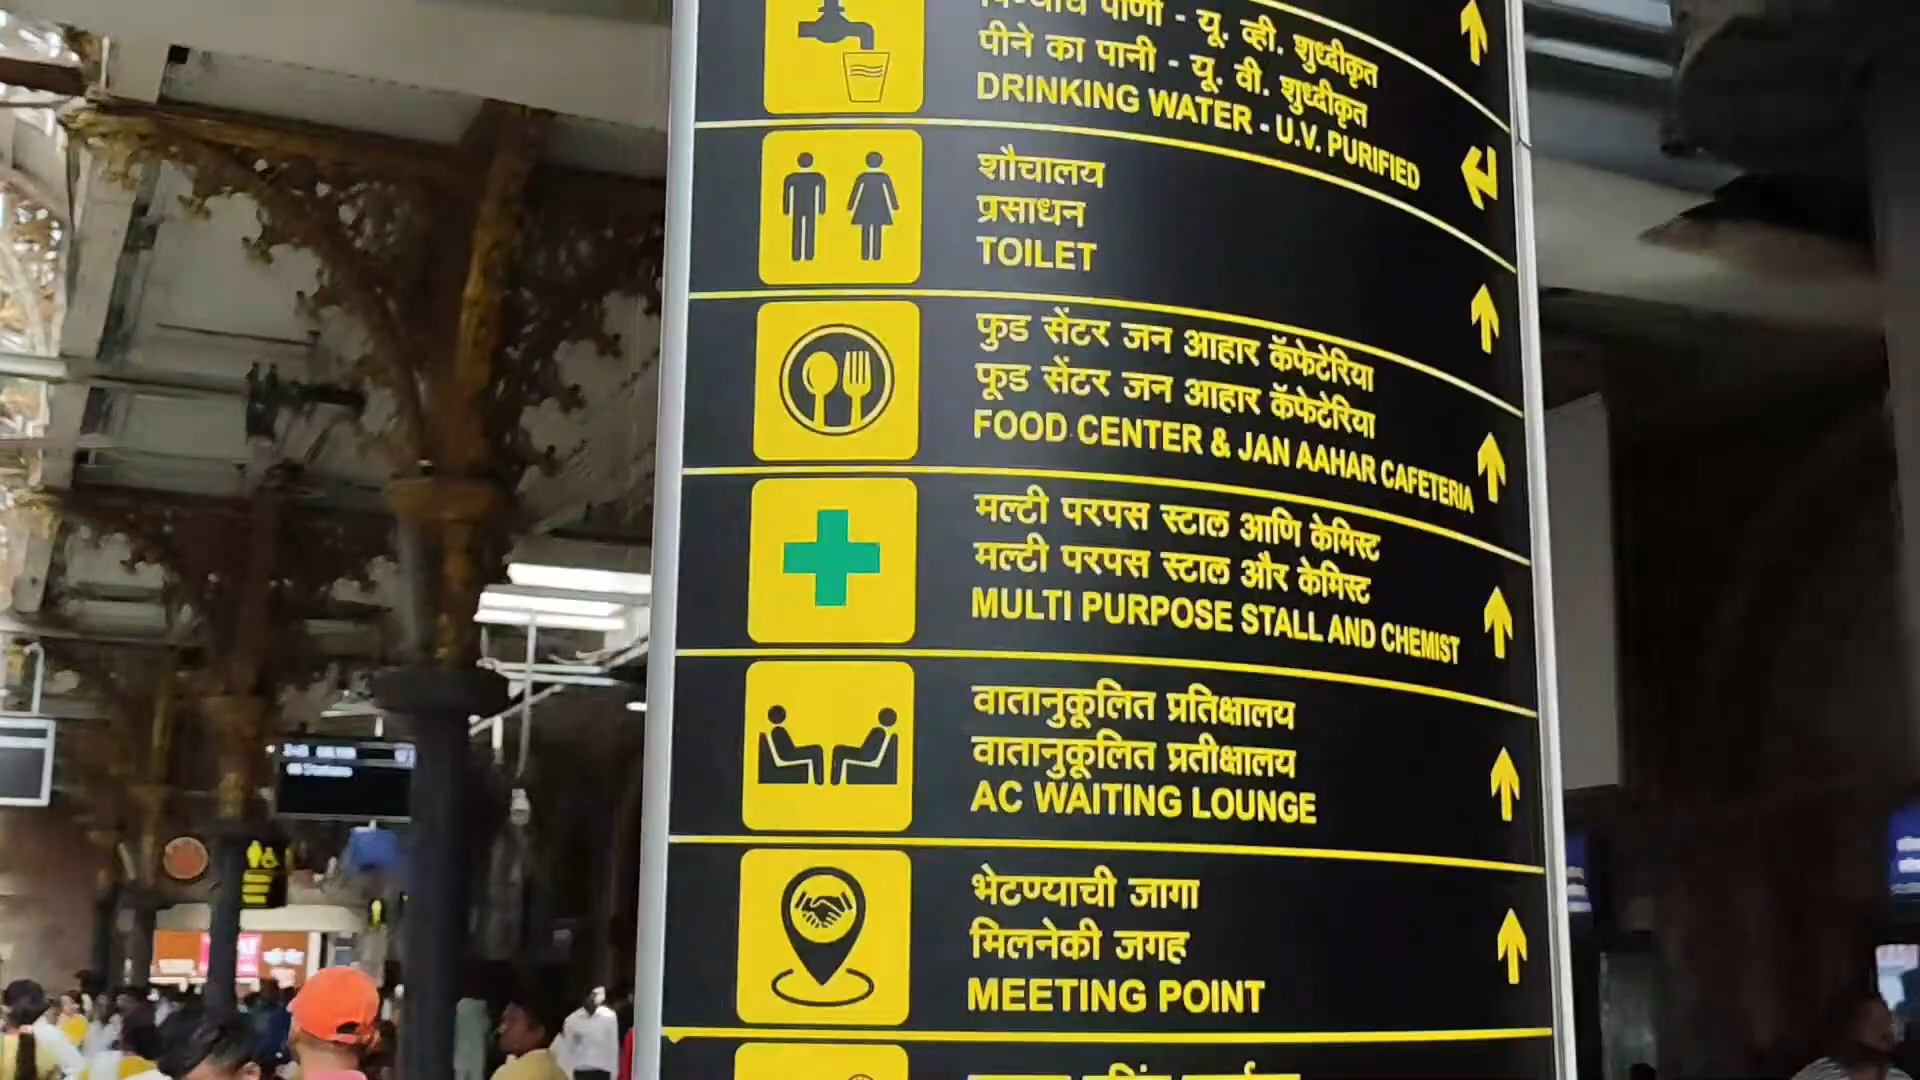 पिण्याचे पाणी - यू. व्ही. शुध्दीकृत
पीने का पानी - यू. वी. शुध्दीकृत
DRINKING WATER - U.V. PURIFIED
शौचालय
प्रसाधन
TOILET
फुड सेंटर जन आहार कॅफेटेरिया
फूड सेंटर जन आहार कॅफेटेरिया
FOOD CENTER & JAN AAHAR CAFETERIA
मल्टी परपस स्टाल आणि केमिस्ट
मल्टी परपस स्टाल और केमिस्ट
MULTI PURPOSE STALL AND CHEMIST
वातानुकूलित प्रतिक्षालय
वातानुकूलित प्रतीक्षालय
AC WAITING LOUNGE
भेटण्याची जागा
मिलनेकी जगह
MEETING POINT